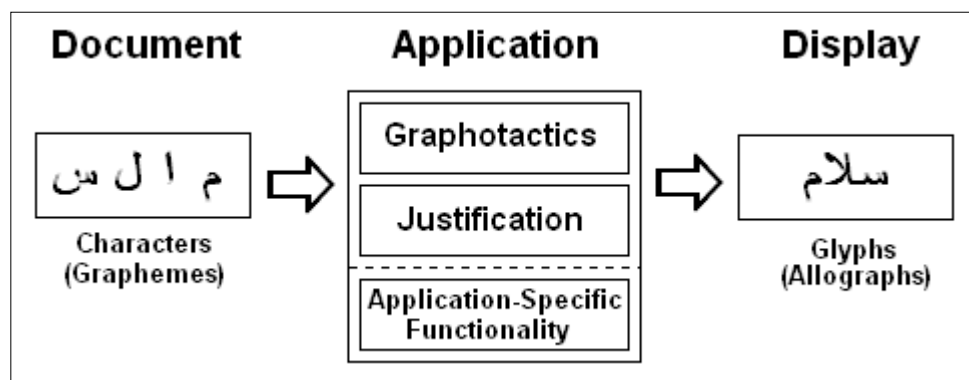 Document
م ا ل س
Characters
(Graphemes)
Application
Graphotactics
Justification
Application-Specific
Functionality
Display
سلام
Glyphs
(Allographs)